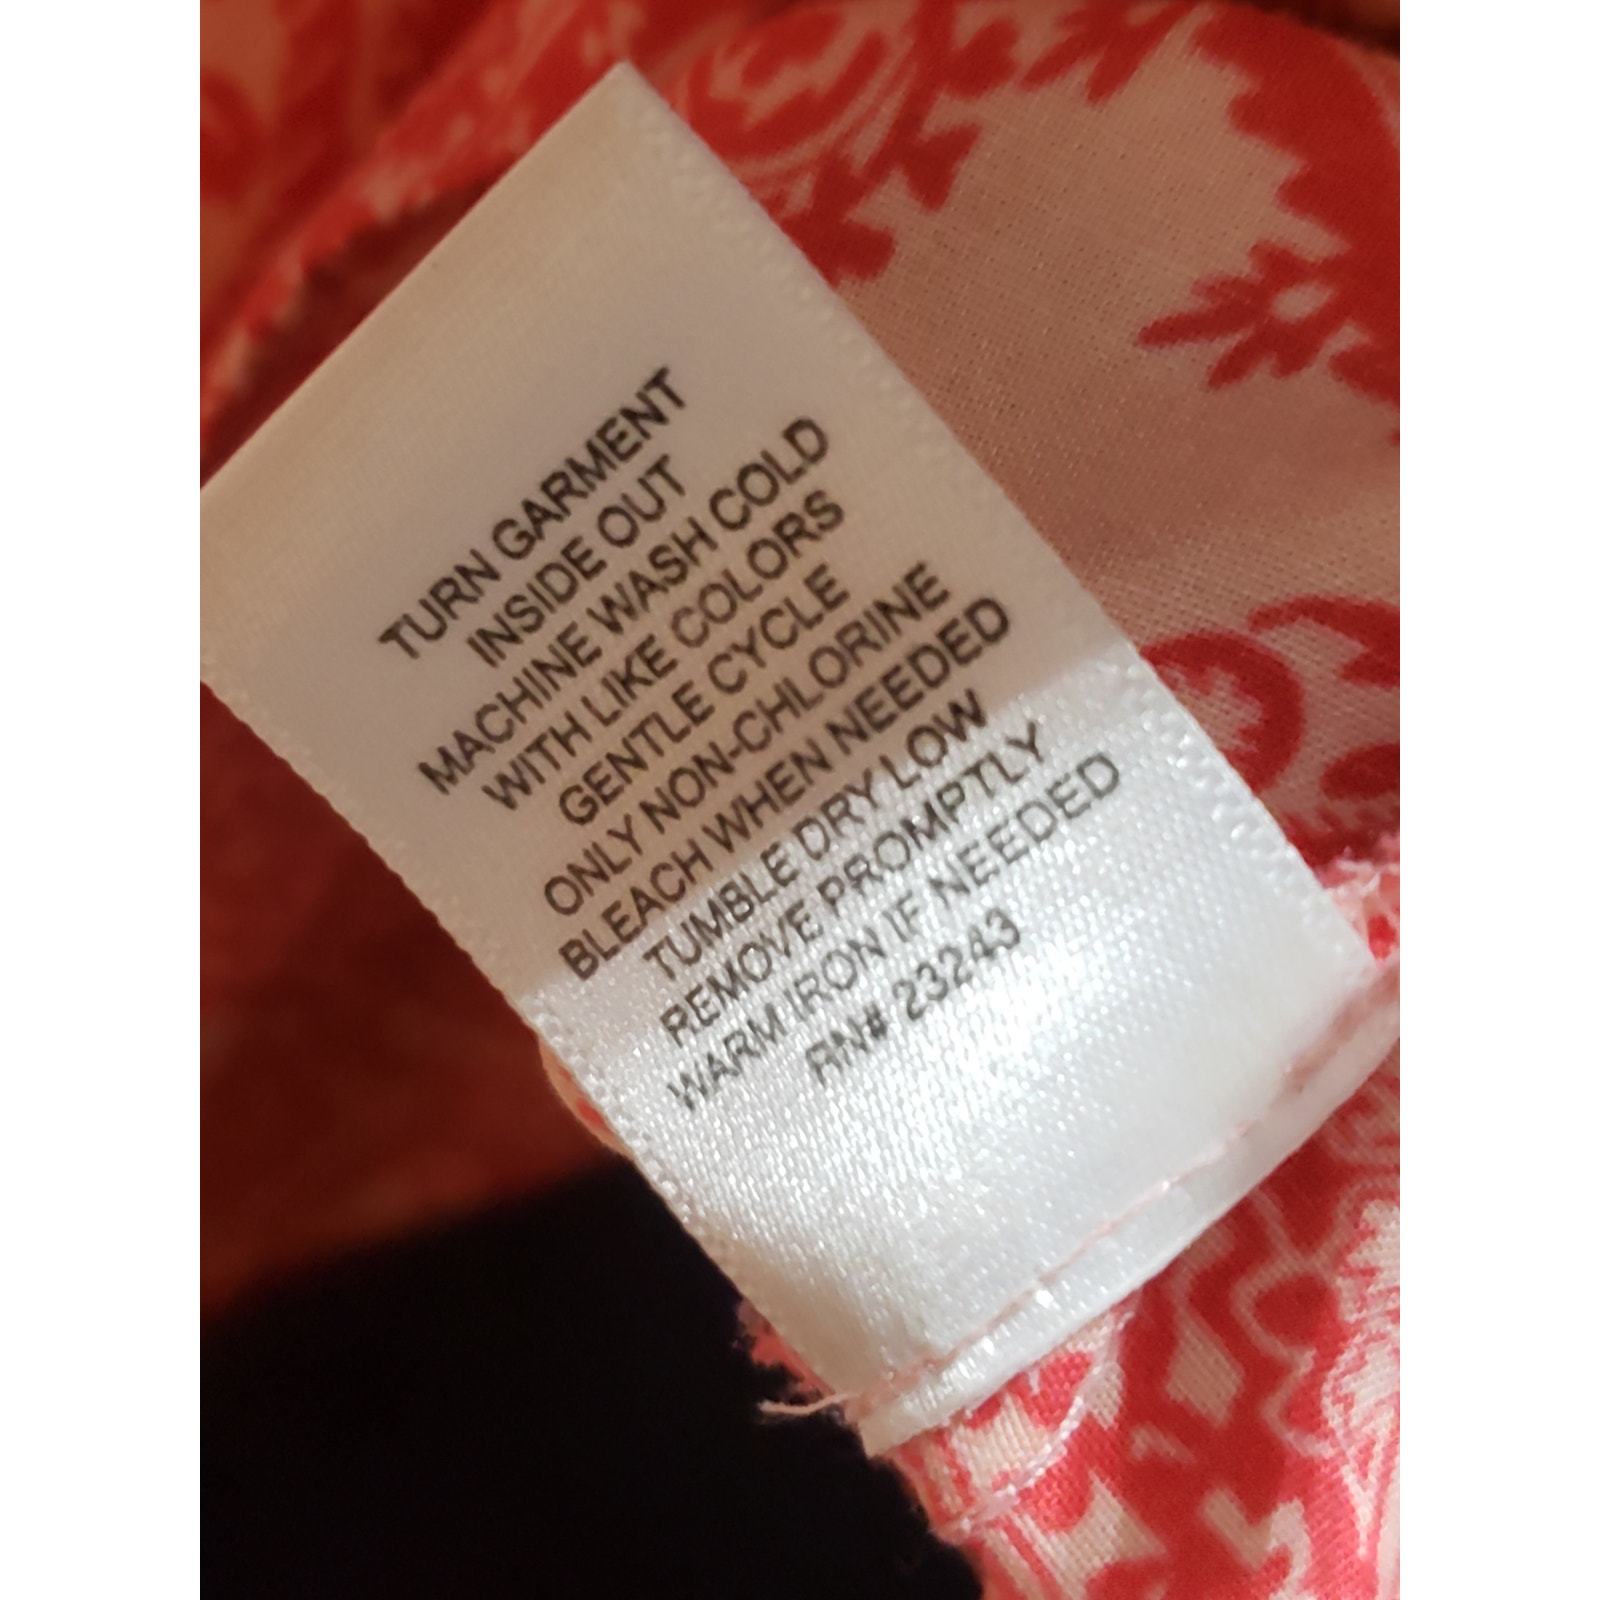 TURN GARMENT
INSIDE OUT
MACHINE WASH COLD
WITH LIKE COLORS
GENTLE CYCLE
ONLY NON-CHLORINE
BLEACH WHEN NEEDED
TUMBLE DRY LOW
REMOVE PROMPTLY
WARM IRON IF NEEDED
RN# 23243